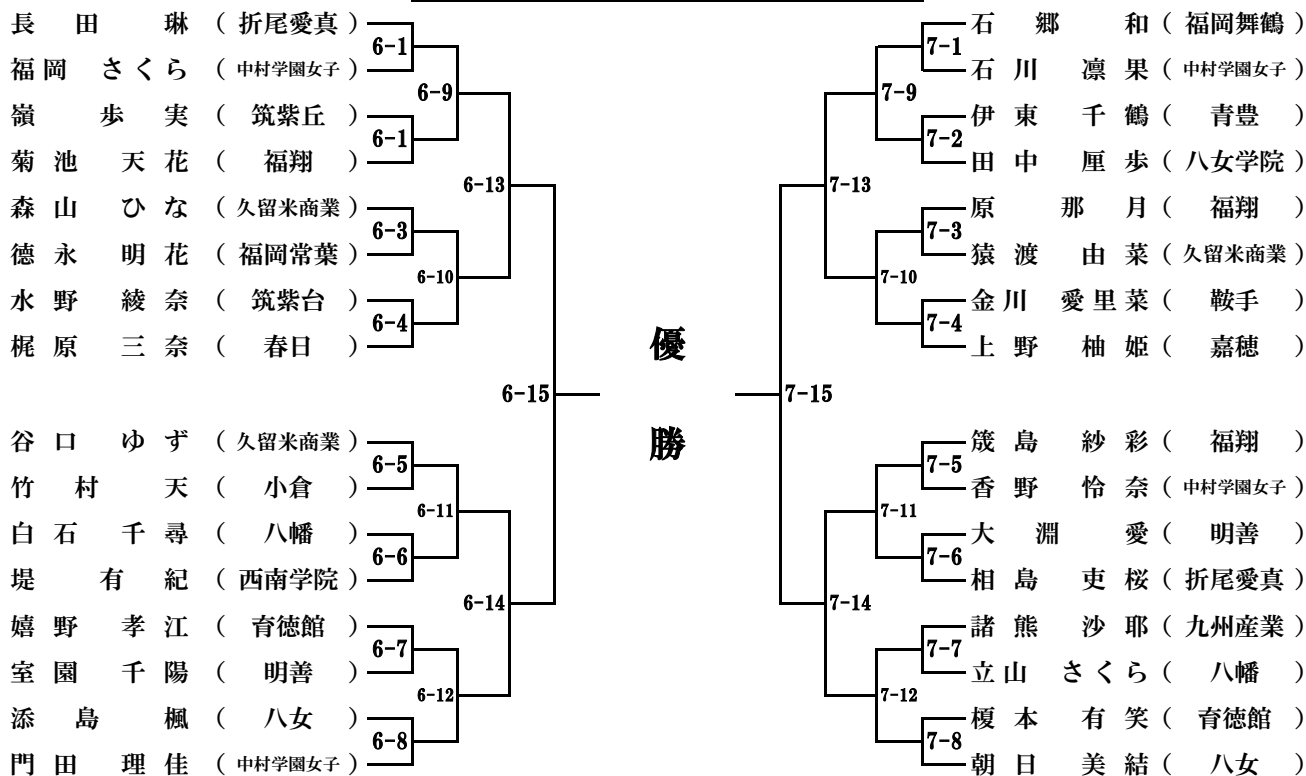 長田 琳 (折尾愛真)
福岡 さくら (中村学園女子)
嶺 歩実 (筑紫丘)
菊池 天花 (福翔)
森山 ひな (久留米商業)
徳永 明花 (福岡常葉)
水野 綾奈 (筑紫台)
梶原 三奈 (春日)
谷口 ゆず (久留米商業)
竹村 天 (小倉)
白石 千尋 (八幡)
堤 有紀 (西南学院)
嬉野 孝江 (育徳館)
室園 千陽 (明善)
添島 楓 (八女)
門田 理佳 (中村学園女子)
6-1
6-1
6-3
6-4
6-5
6-6
6-7
6-8
6-9
6-10
6-11
6-12
6-13
6-14
6-15
優
勝
7-15
7-13
7-14
7-9
7-10
7-11
7-12
7-1
7-2
7-3
7-4
7-5
7-6
7-7
7-8
石郷 和 (福岡舞鶴)
石川 凛果 (中村学園女子)
伊東 千鶴 (青豊)
田中 厘歩 (八女学院)
原 那月 (福翔)
猿渡 由菜 (久留米商業)
金川 愛里菜 (鞍手)
上野 柚姫 (嘉穂)
筬島 紗彩 (福翔)
香野 怜奈 (中村学園女子)
大淵 愛 (明善)
相島 吏桜 (折尾愛真)
諸熊 沙耶 (九州産業)
立山 さくら (八幡)
榎本 有笑 (育徳館)
朝日 美結 (八女)